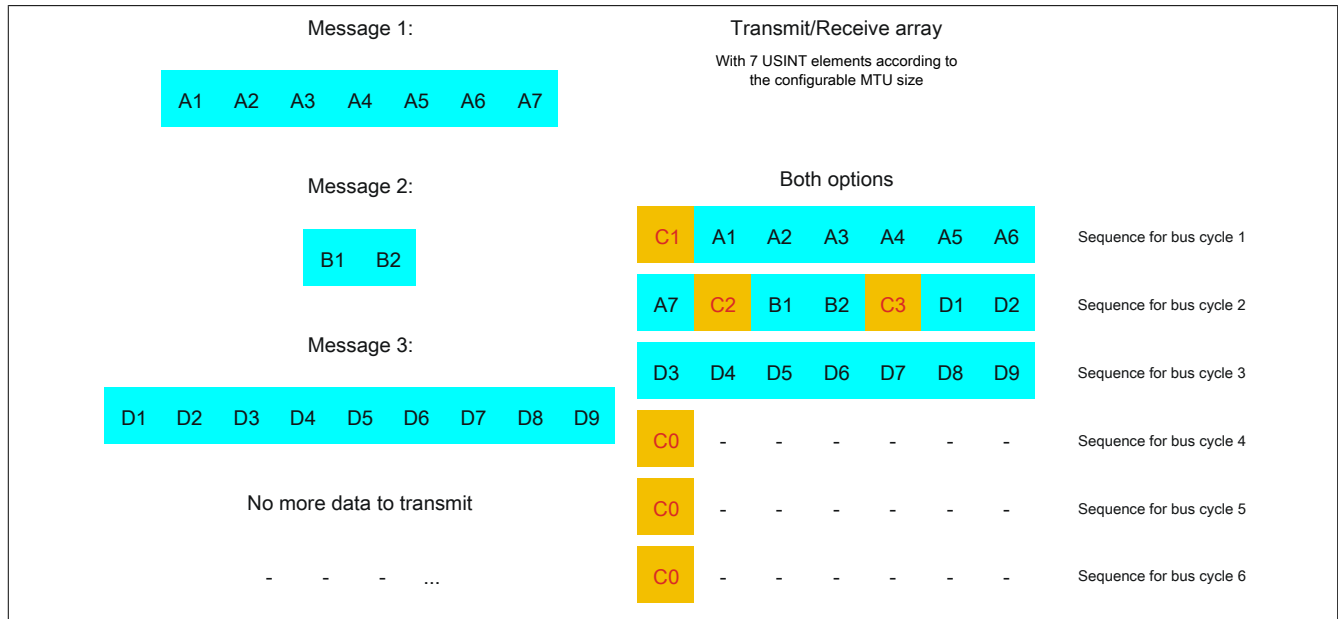 Message 1:
A1 A2 A3 A4 A5 A6 A7
Message 2:
B1 B2
Message 3:
D1 D2 D3 D4 D5 D6 D7 D8 D9
No more data to transmit
- - - ...
Transmit/Receive array
With 7 USINT elements according to
the configurable MTU size
Both options
C1 A1 A2 A3 A4 A5 A6 Sequence for bus cycle 1
A7 C2 B1 B2 C3 D1 D2 Sequence for bus cycle 2
D3 D4 D5 D6 D7 D8 D9 Sequence for bus cycle 3
C0 - - - - - - Sequence for bus cycle 4
C0 - - - - - - Sequence for bus cycle 5
C0 - - - - - - Sequence for bus cycle 6